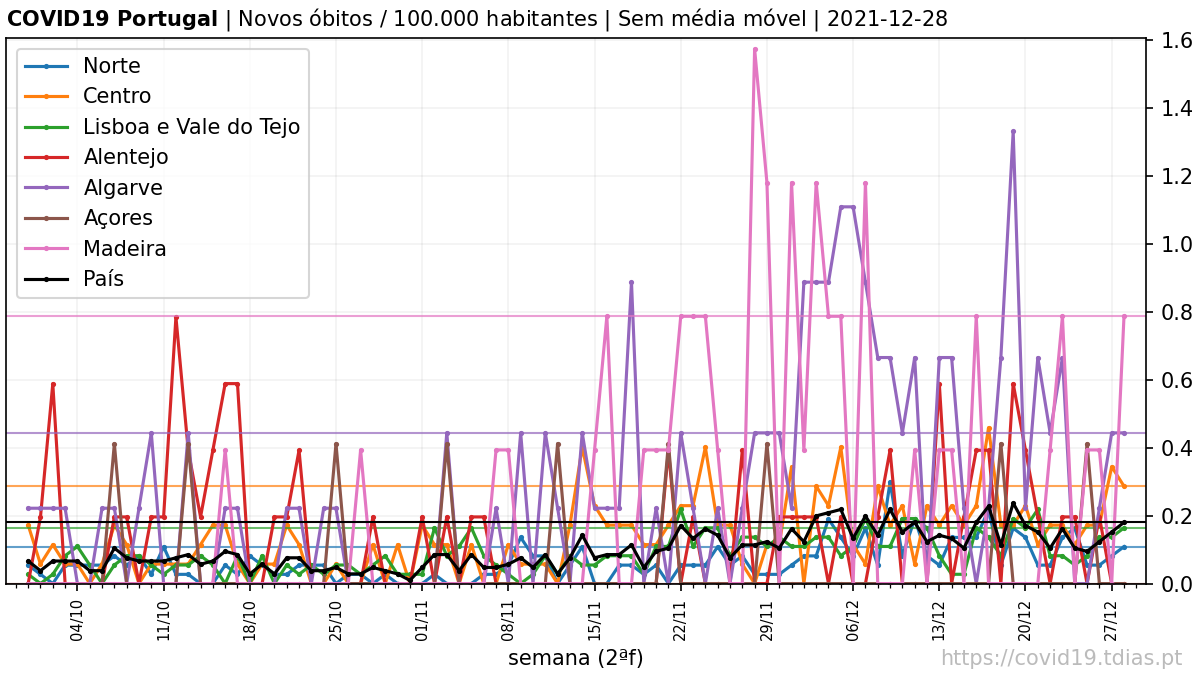 COVID19 Portugal | Novos óbitos / 100.000 habitantes | Sem média móvel | 2021-12-28
Norte
Centro
Lisboa e Vale do Tejo
Alentejo
Algarve
Açores
Madeira
País
1.6
1.4
1.2
1.0
0.8
0.6
0.4
0.2
0.0
04/10
11/10
18/10
25/10
01/11
08/11
15/11
22/11
29/11
06/12
13/12
20/12
27/12
semana (2ªf)
https://covid19.tdias.pt